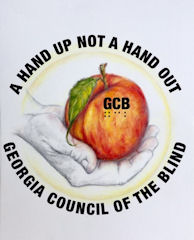 A HAND UP NOT A HAND OUT
GCB
GEORGIA COUNCIL OF THE BLIND